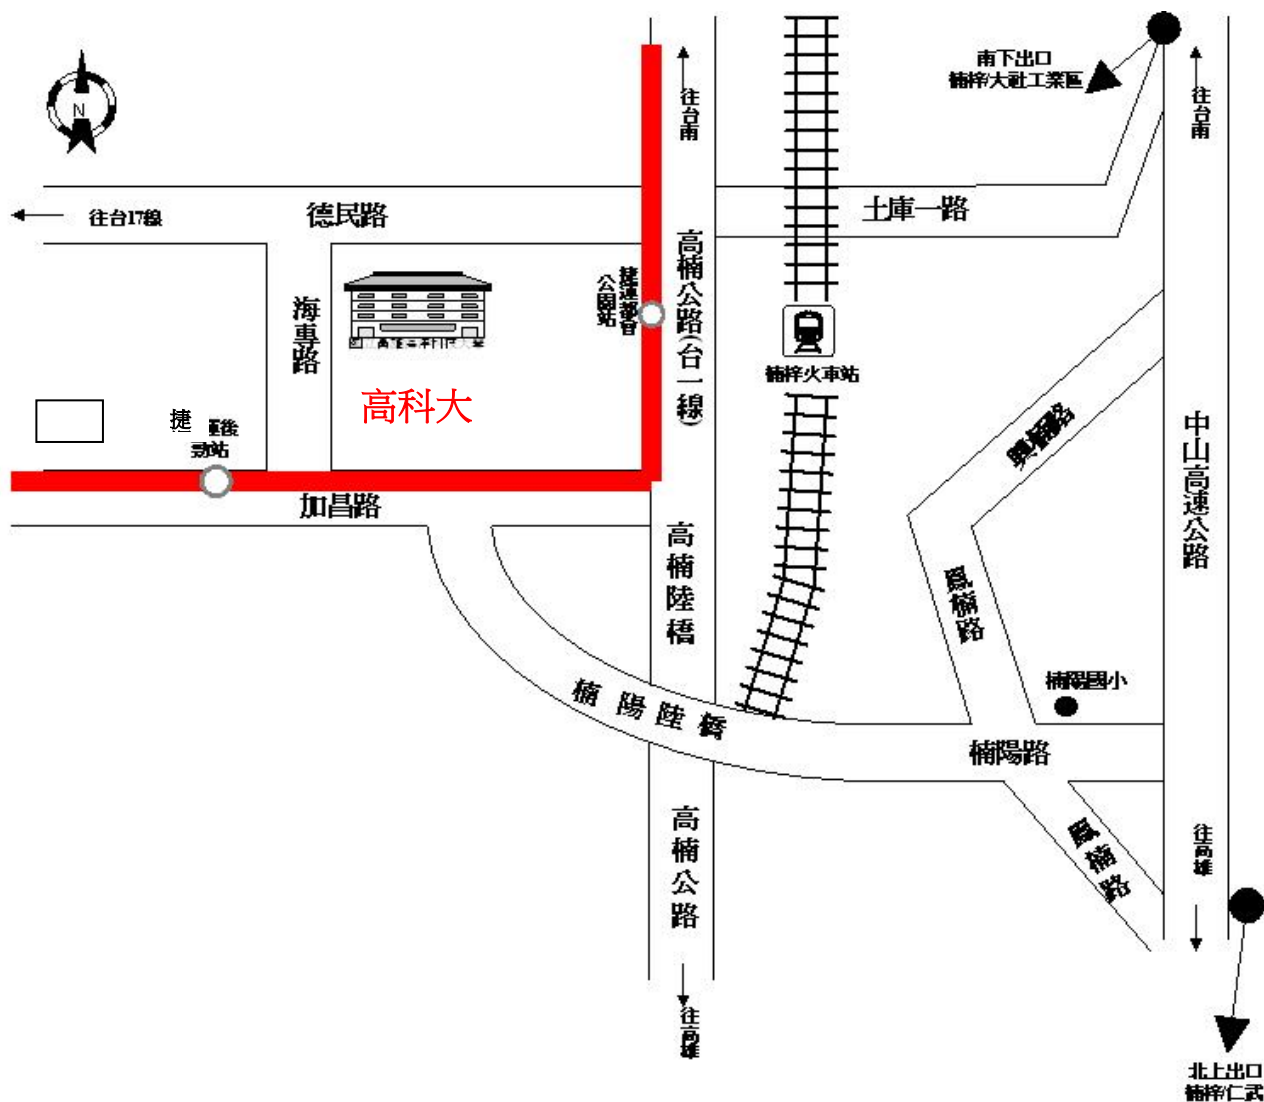 N
南下出口
楠梓/大社工業區
往台南
往台南
往台17線
德民路
土庫一路
高楠公路(台一線)
捷運都會
公園站
海專路
楠梓火車站
高科大
捷運後
勁站
加昌路
興楠路
中山高速公路
高楠陸橋
鳳楠路
楠陽國小
楠陽陸橋
楠陽路
高楠公路
鳳楠路
往高雄
往高雄
北上出口
楠梓/仁武